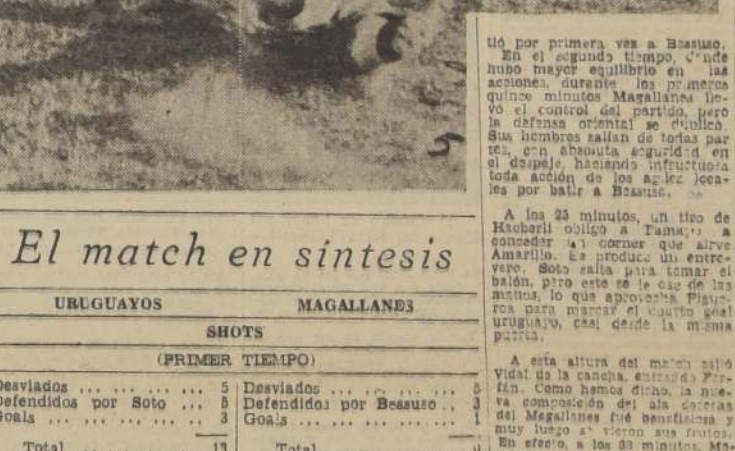 El match en síntesis
URUGUAYOS MAGALLANES
SHOTS
(PRIMER TIEMPO)
Desviados ... ... ... ... 5 Desviados ... ... ... ...
Defendidos por Soto ... 5 Defendidos por Bessuso .. 3
Goals ... ... ... ... ... 3 Goals ... ... ... ... ... 1
Total 13 Total
tió por primera vez a Bessuso.
En el segundo tiempo, donde
hubo mayor equilibrio en las
acciones, durante los primeros
quince minutos Magallanes lle-
vó el control del partido, pero
la defensa oriental se duplicó.
Sus hombres salían de todas par
tes, con absoluta seguridad en
el despeje, haciendo infructuosa
toda acción de los ágiles loca-
les por batir a Bessuso.
A los 25 minutos, un tiro de
Haeberli obligó a Tamayo a
conceder un corner que sirve
Amarillo. Es produce un entre-
vero. Soto salta para tomar el
balón, pero este se le cae de las
manos, lo que aprovecha Figue-
roa para marcar el cuarto goal
uruguayo, casi desde la misma
puerta.
A esta altura del match salió
Vidal de la cancha, entrando
Como hemos dicho, la nue-
va composición del ala derecha
del Magallanes fué beneficiosa y
muy luego se vieron sus frutos.
En efecto, a los 33 minutos,